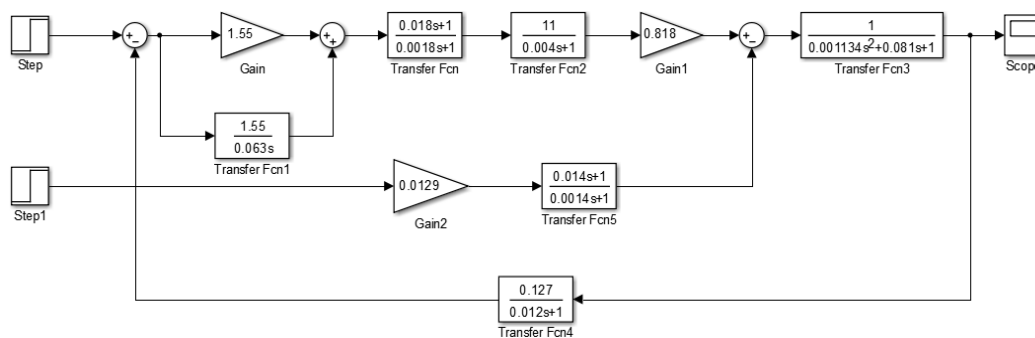 Step
1.55
Gain
0.018s+1
0.0018s+1
Transfer Fcn
11
0.004s+1
Transfer Fcn2
0.818
Gain1
1
0.001134s²+0.081s+1
Transfer Fcn3
Scope
1.55
0.063s
Transfer Fcn1
Step1
0.0129
Gain2
0.014s+1
0.0014s+1
Transfer Fcn5
0.127
0.012s+1
Transfer Fcn4